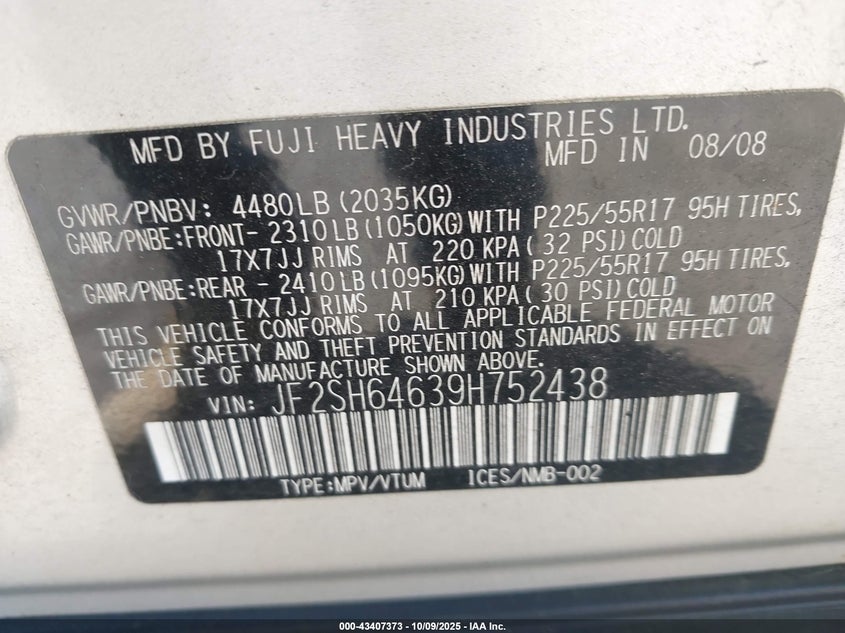 MFD BY FUJI HEAVY INDUSTRIES LTD.
MFD IN 08/08
GVWR/PNBV: 4480LB (2035KG)
GAWR/PNBE:FRONT- 2310LB(1050KG)WITH P225/55R17 95H TIRES,
17X7JJ RIMS AT 220 KPA(32 PSI)COLD
GAWR/PNBE:REAR - 2410LB(1095KG)WITH P225/55R17 95H TIRES,
17X7JJ RIMS AT 210 KPA(30 PSI)COLD
THIS VEHICLE CONFORMS TO ALL APPLICABLE FEDERAL MOTOR
VEHICLE SAFETY AND THEFT PREVENTION STANDARDS IN EFFECT ON
THE DATE OF MANUFACTURE SHOWN ABOVE.
VIN: JF2SH64639H752438
TYPE:MPV/VTUM ICES/NMB-002
000-43407373 | 10/09/2025 | IAA Inc.